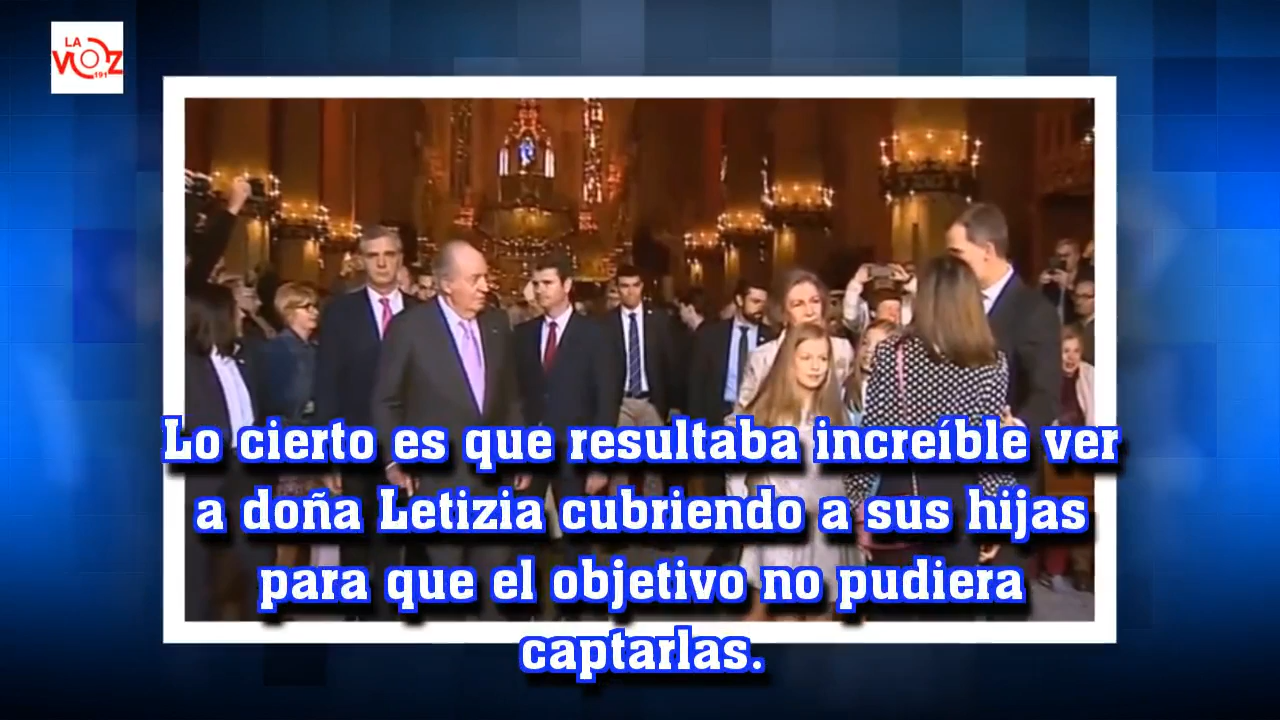 LA
VOZ
191
Lo cierto es que resultaba increíble ver
a doña Letizia cubriendo a sus hijas
para que el objetivo no pudiera
captarlas.